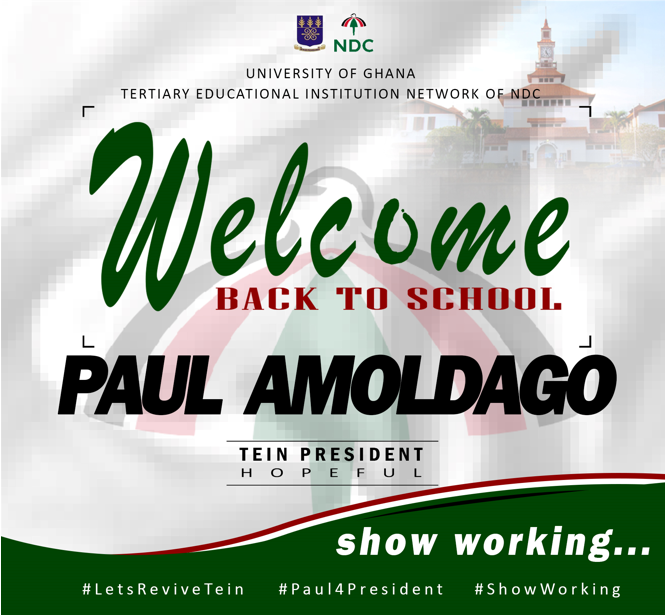 NDC
UNIVERSITY OF GHANA
TERTIARY EDUCATIONAL INSTITUTION NETWORK OF NDC
Welcome
BACK TO SCHOOL
PAUL AMOLDAGO
TEIN PRESIDENT
HOPEFUL
show working...
#LetsReviveTein #Paul4President #ShowWorking